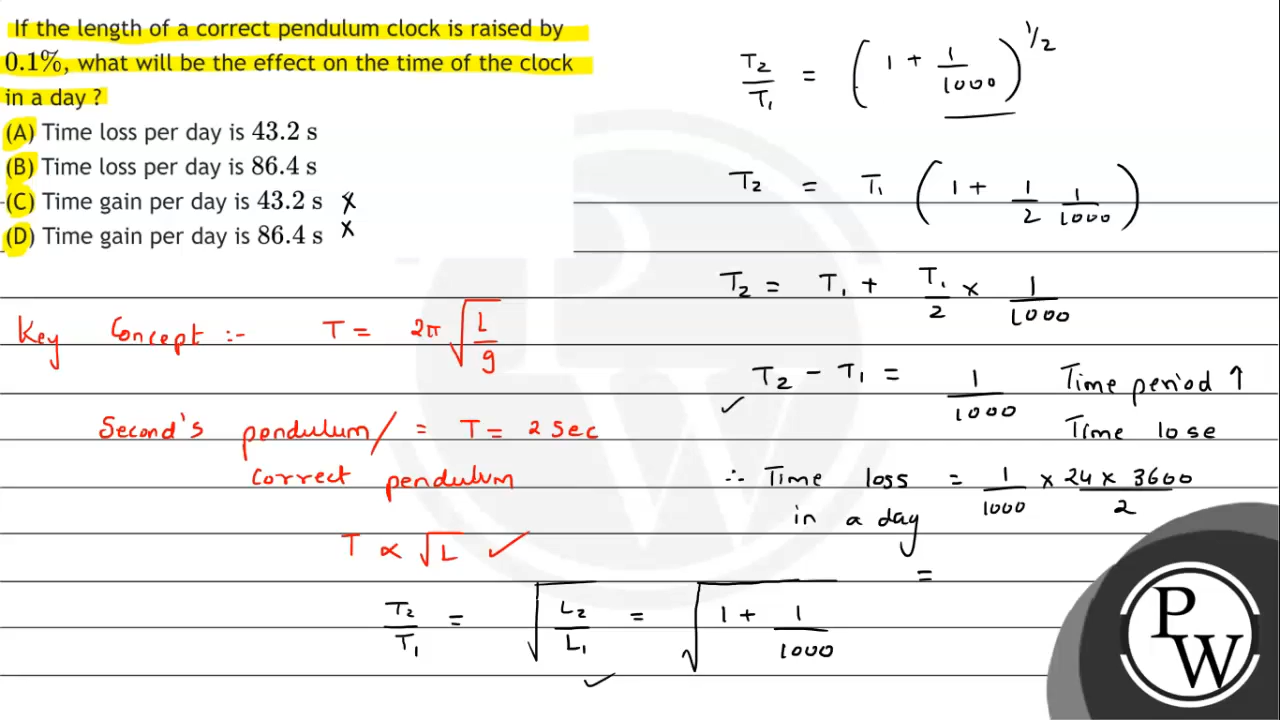 If the length of a correct pendulum clock is raised by
0.1%, what will be the effect on the time of the clock
in a day ?
(A) Time loss per day is 43.2 s
(B) Time loss per day is 86.4 s
(C) Time gain per day is 43.2 s ×
(D) Time gain per day is 86.4 s ×
Key Concept :- T = 2π √(L/g)
Second's pendulum/ = T = 2 sec
correct pendulum
T ∝ √L ✓
T₂/T₁ = √(L₂/L₁) = √(1 + 1/1000)
✓
T₂/T₁ = (1 + 1/1000)^1/2
T₂ = T₁ (1 + 1/2 1/1000)
T₂ = T₁ + T₁/2 × 1/1000
T₂ - T₁ = 1/1000 Time period ↑
✓ Time lose
∴ Time loss = 1/1000 × 24 × 3600/2
in a day
=
P
W
PW